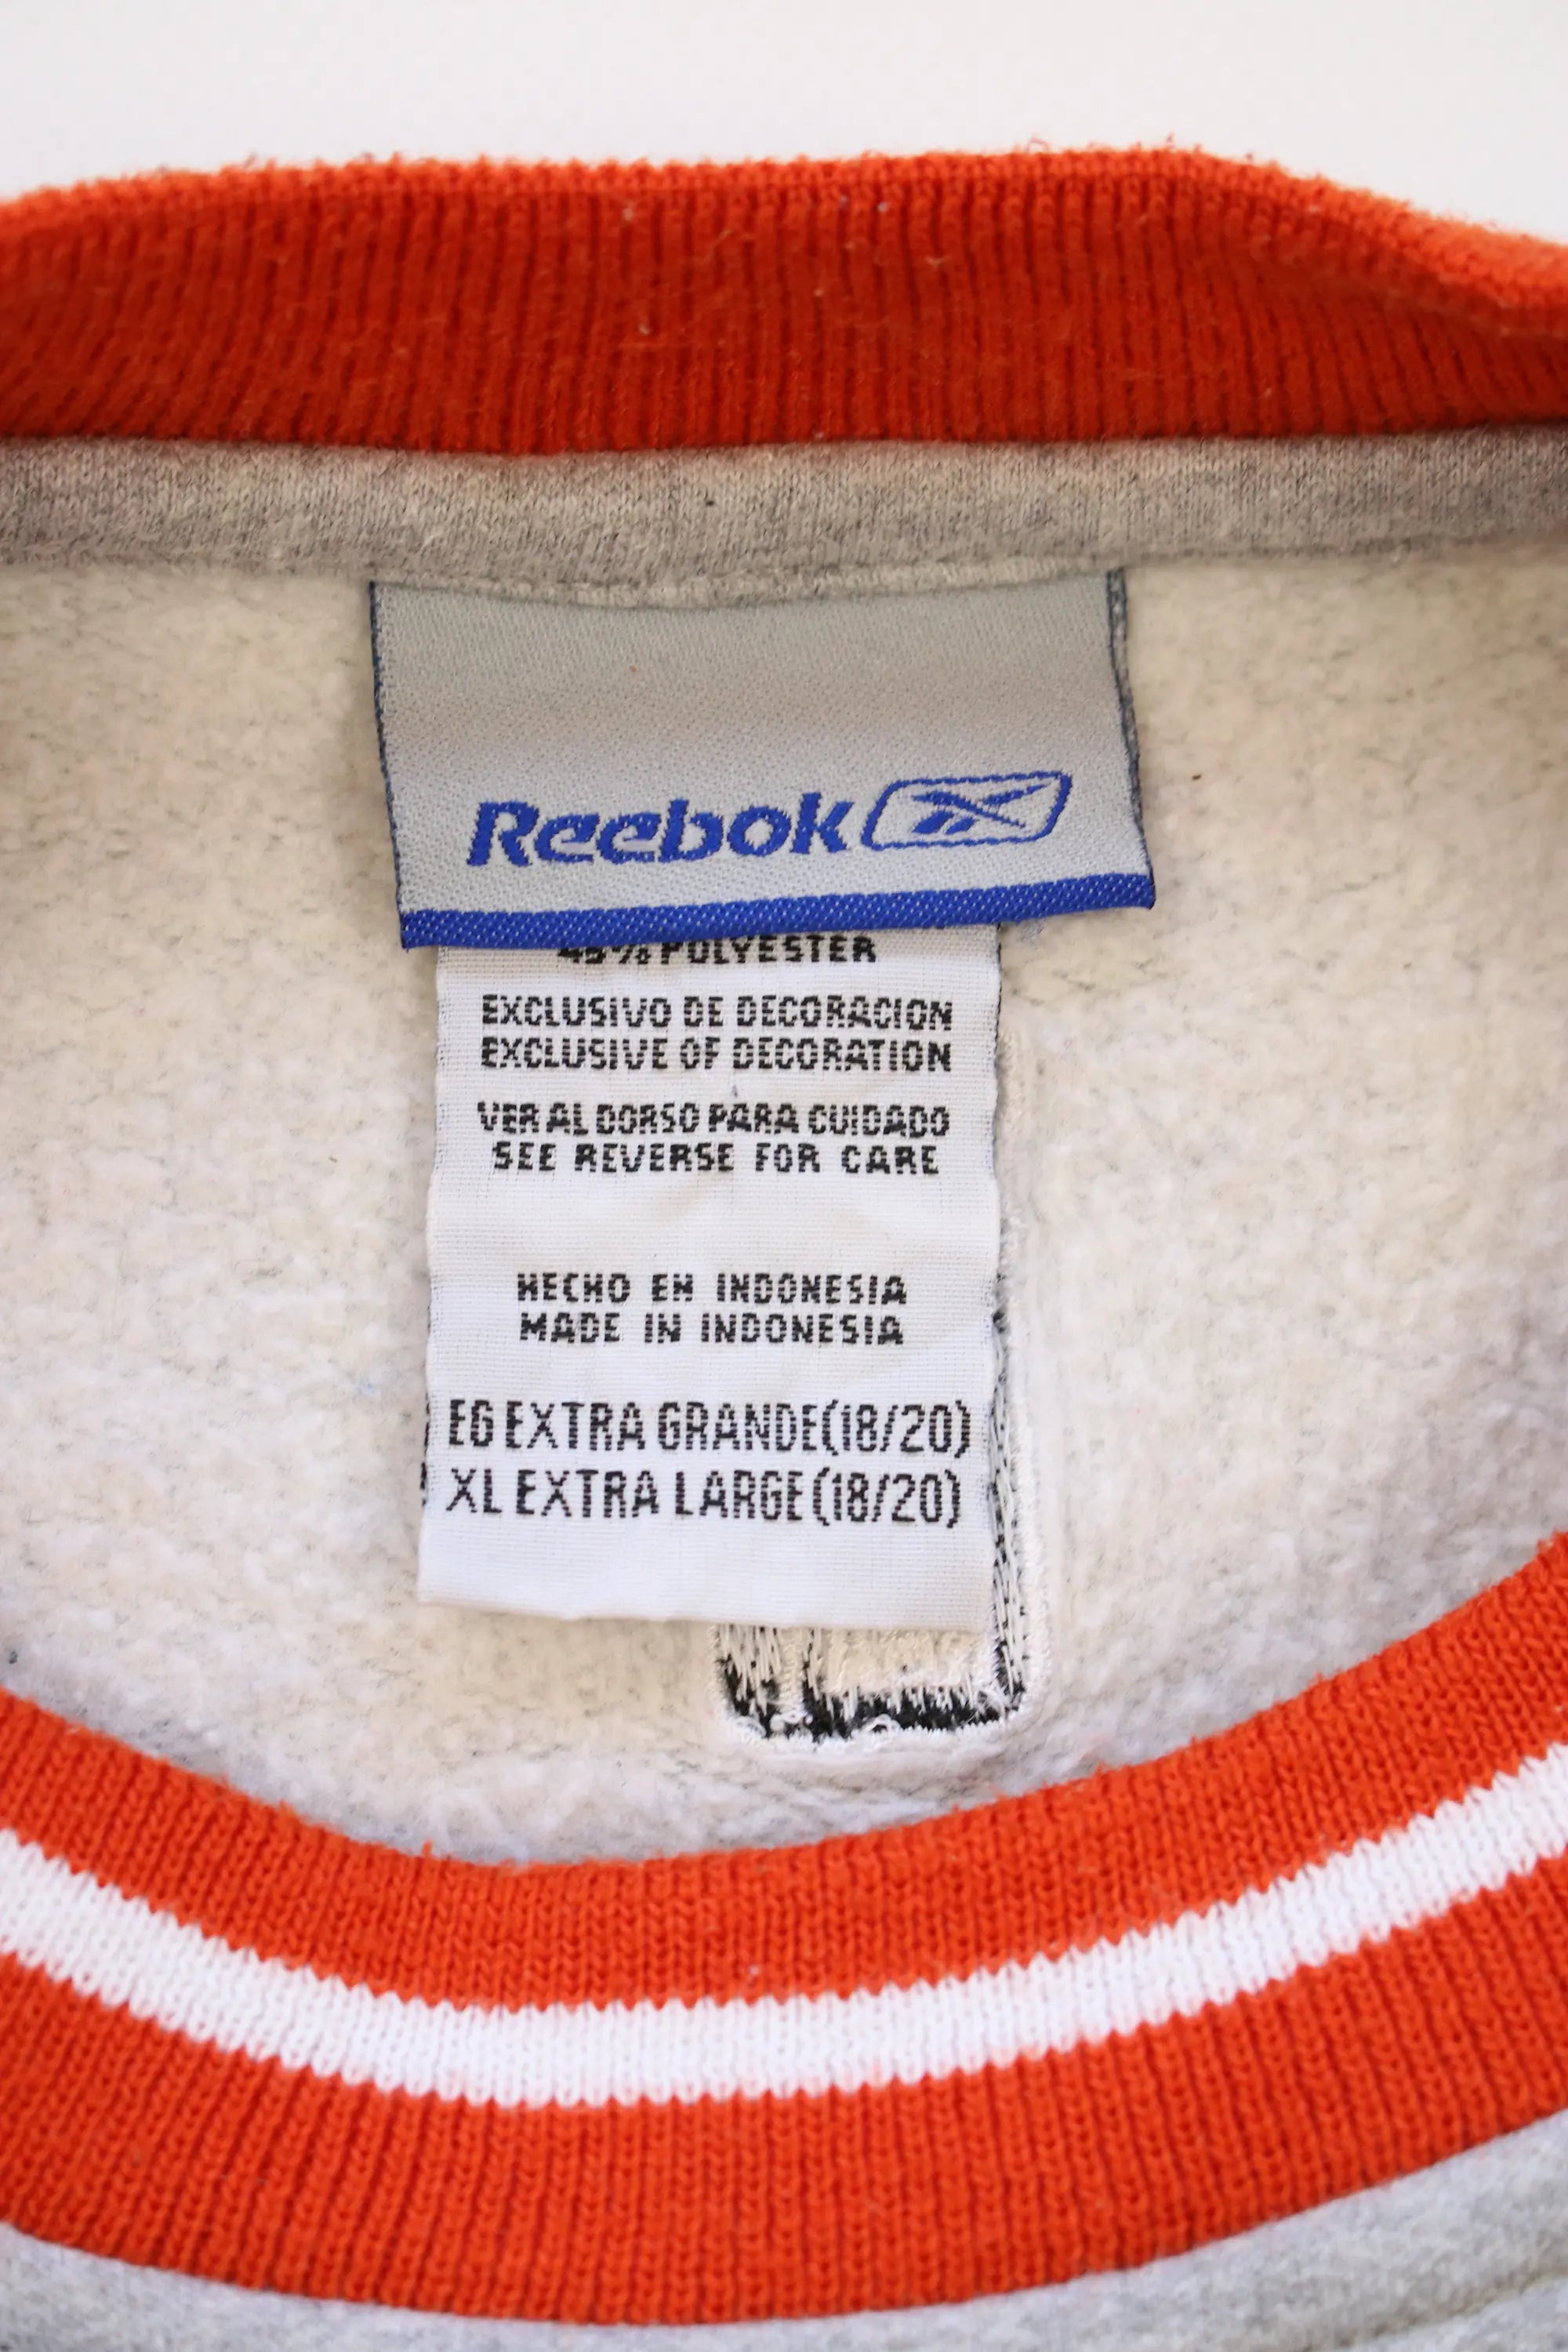 Reebok
POLYESTER
EXCLUSIVO DE DECORACION
EXCLUSIVE OF DECORATION
VER AL DORSO PARA CUIDADO
SEE REVERSE FOR CARE
HECHO EN INDONESIA
MADE IN INDONESIA
EG EXTRA GRANDE(18/20)
XL EXTRA LARGE(18/20)